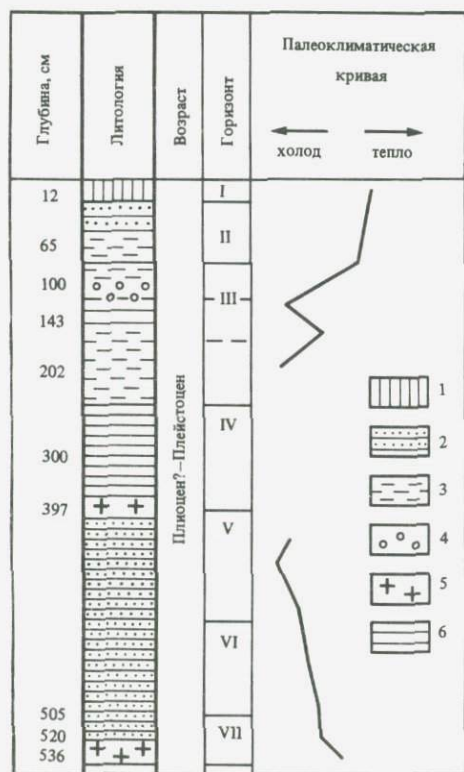 Глубина, см
Литология
Возраст
Горизонт
Палеоклиматическая
кривая
холод
тепло
12
65
100
143
202
300
397
505
520
536
Плиоцен?–Плейстоцен
I
II
III
IV
V
VI
VII
1
2
3
4
5
6